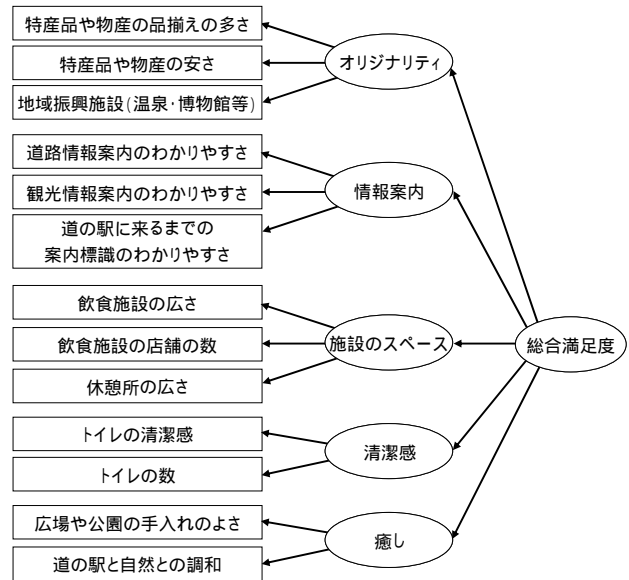 特産品や物産の品揃えの多さ
特産品や物産の安さ
地域振興施設(温泉・博物館等)
オリジナリティ
道路情報案内のわかりやすさ
観光情報案内のわかりやすさ
道の駅に来るまでの
案内標識のわかりやすさ
情報案内
飲食施設の広さ
飲食施設の店舗の数
休憩所の広さ
施設のスペース
総合満足度
トイレの清潔感
トイレの数
清潔感
広場や公園の手入れのよさ
道の駅と自然との調和
癒し